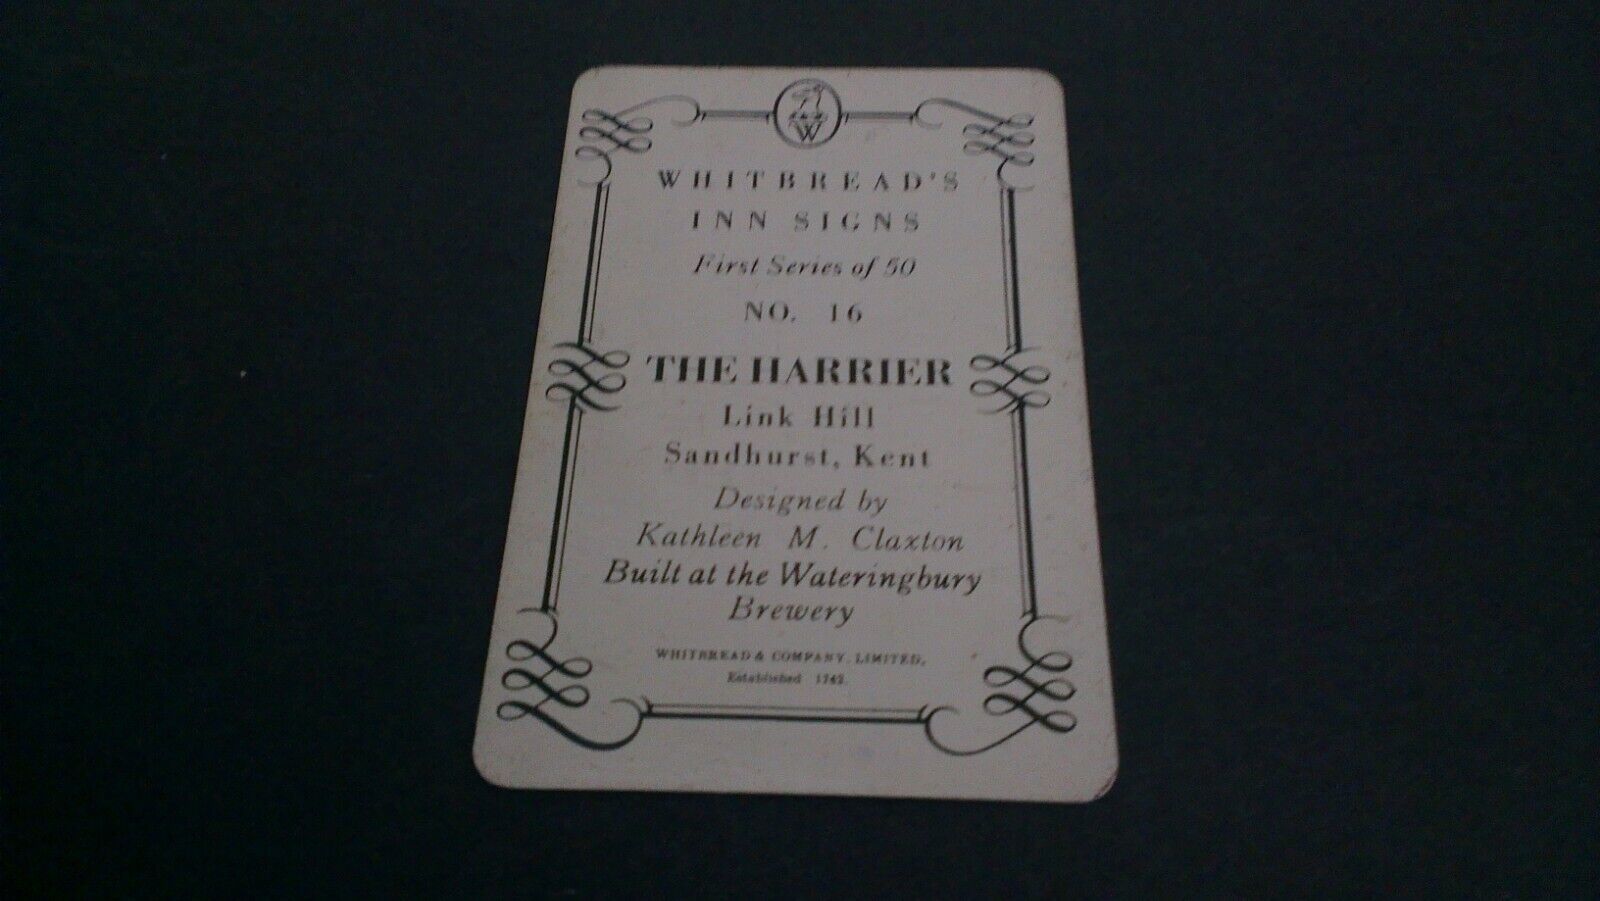 W
WHITBREAD'S
INN SIGNS
First Series of 50
NO. 16
THE HARRIER
Link Hill
Sandhurst, Kent
Designed by
Kathleen M. Claxton
Built at the Wateringbury
Brewery
WHITBREAD & COMPANY, LIMITED,
Established 1742.